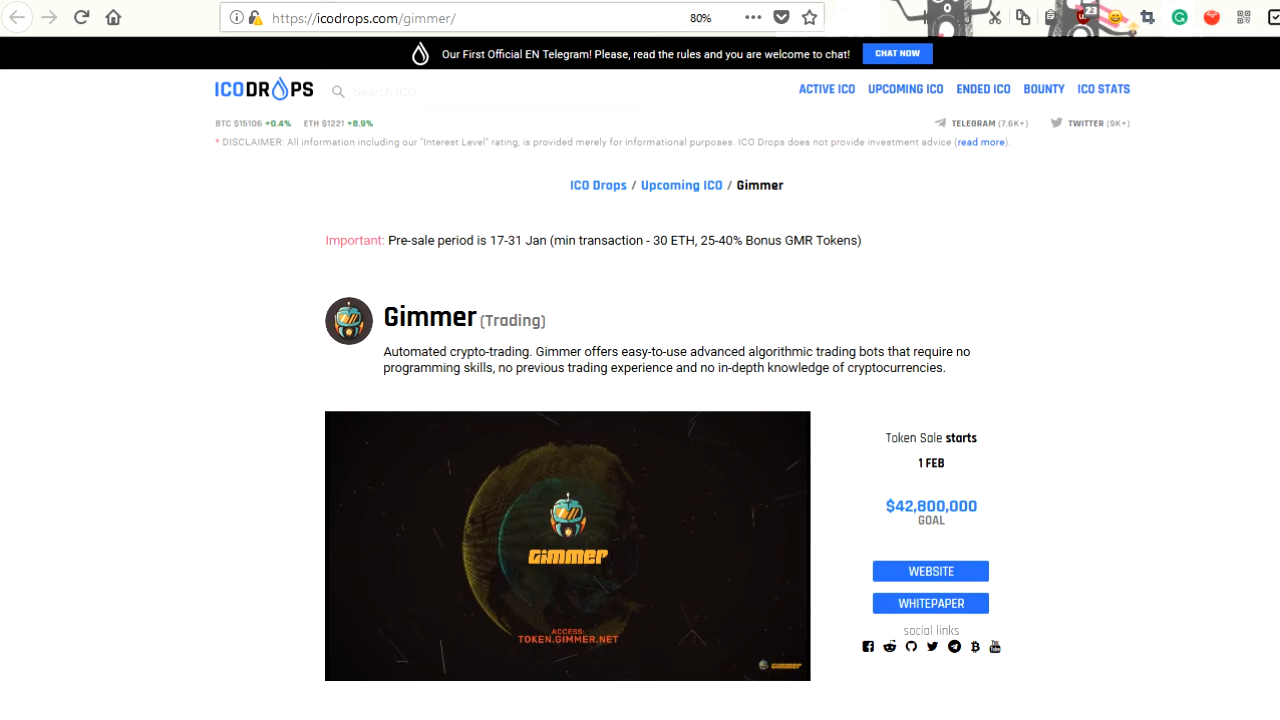 https://icodrops.com/gimmer/
80%
23
Our First Official EN Telegram! Please, read the rules and you are welcome to chat!
CHAT NOW
ICODROPS
Search ICO
ACTIVE ICO
UPCOMING ICO
ENDED ICO
BOUNTY
ICO STATS
BTC $15106 +0.4%
ETH $1221 +8.9%
TELEGRAM (7.6K+)
TWITTER (9K+)
* DISCLAIMER: All information including our "Interest Level" rating, is provided merely for informational purposes. ICO Drops does not provide investment advice (read more).
ICO Drops / Upcoming ICO / Gimmer
Important: Pre-sale period is 17-31 Jan (min transaction - 30 ETH, 25-40% Bonus GMR Tokens)
Gimmer (Trading)
Automated crypto-trading. Gimmer offers easy-to-use advanced algorithmic trading bots that require no
programming skills, no previous trading experience and no in-depth knowledge of cryptocurrencies.
GIMMER
ACCESS:
TOKEN.GIMMER.NET
GIMMER
Token Sale starts
1 FEB
$42,800,000
GOAL
WEBSITE
WHITEPAPER
social links